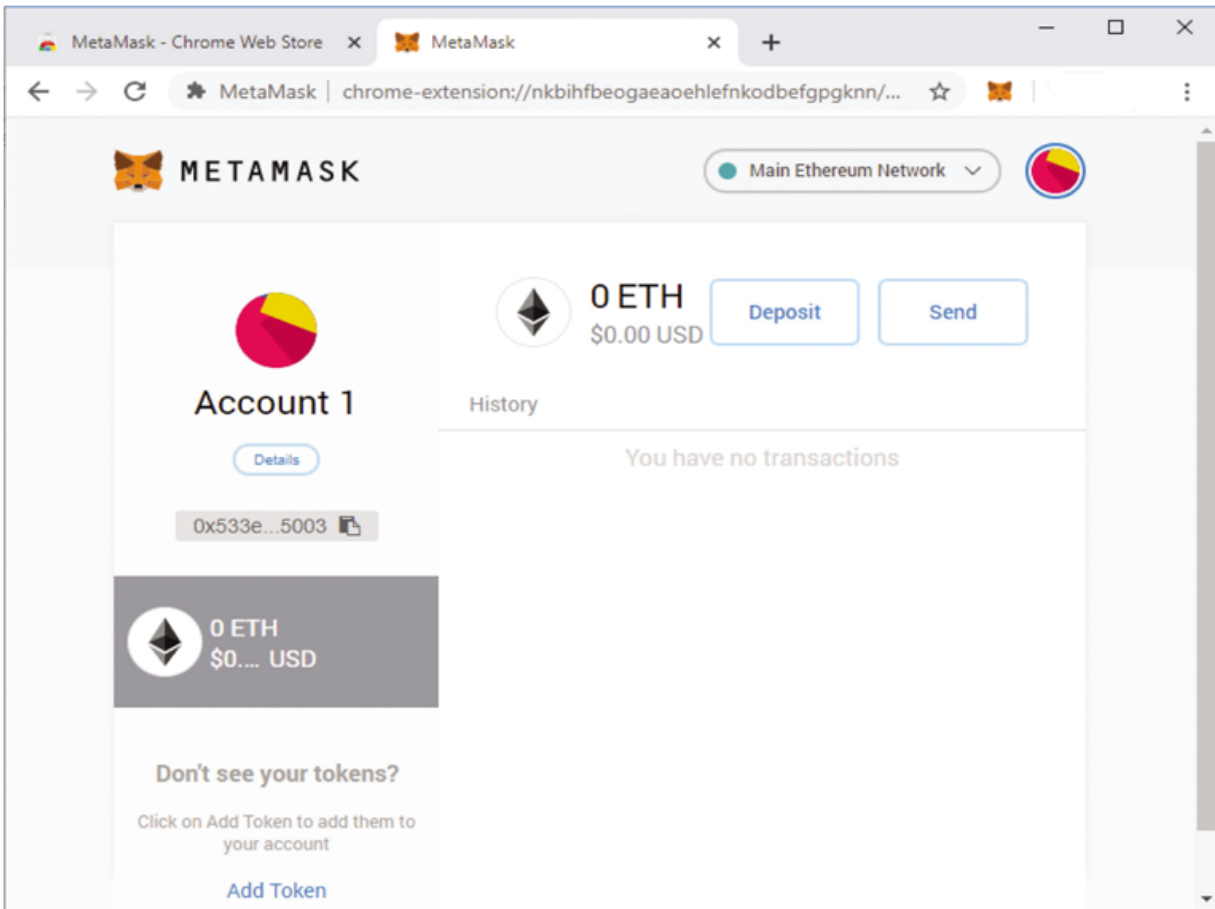 MetaMask - Chrome Web Store
MetaMask
MetaMask | chrome-extension://nkbihfbeogaeaoehlefnkodbefgpgknn/...
METAMASK
Main Ethereum Network
0 ETH
$0.00 USD
Deposit
Send
Account 1
Details
0x533e...5003
History
You have no transactions
0 ETH
$0.... USD
Don't see your tokens?
Click on Add Token to add them to
your account
Add Token